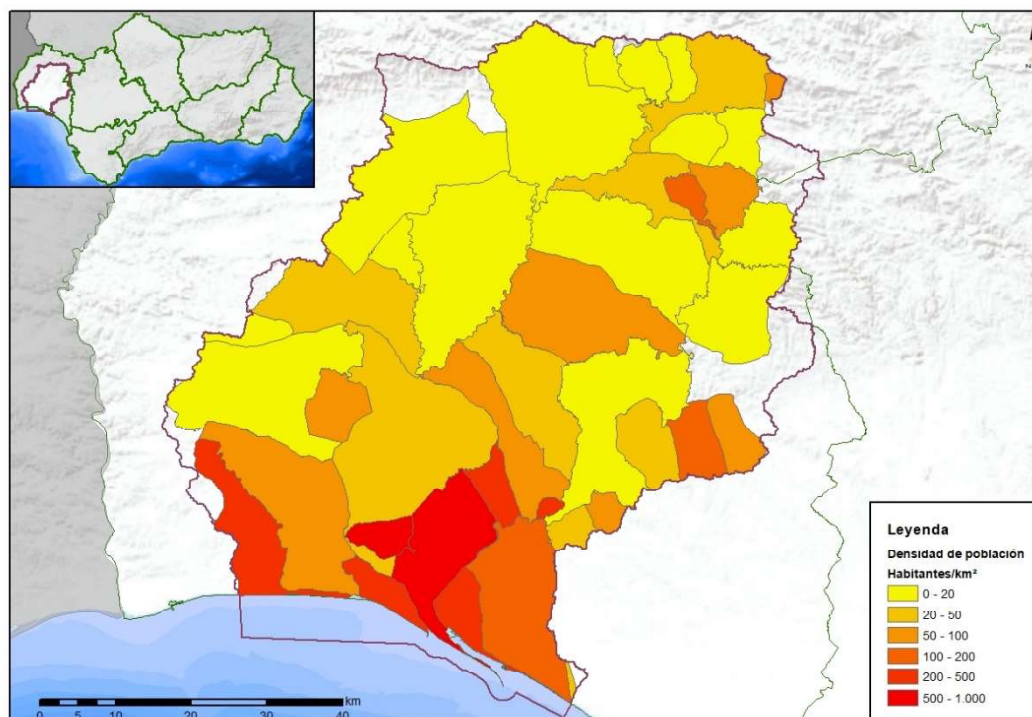 Leyenda
Densidad de población
Habitantes/km²
0 - 20
20 - 50
50 - 100
100 - 200
200 - 500
500 - 1.000
km
0 5 10 20 30 40